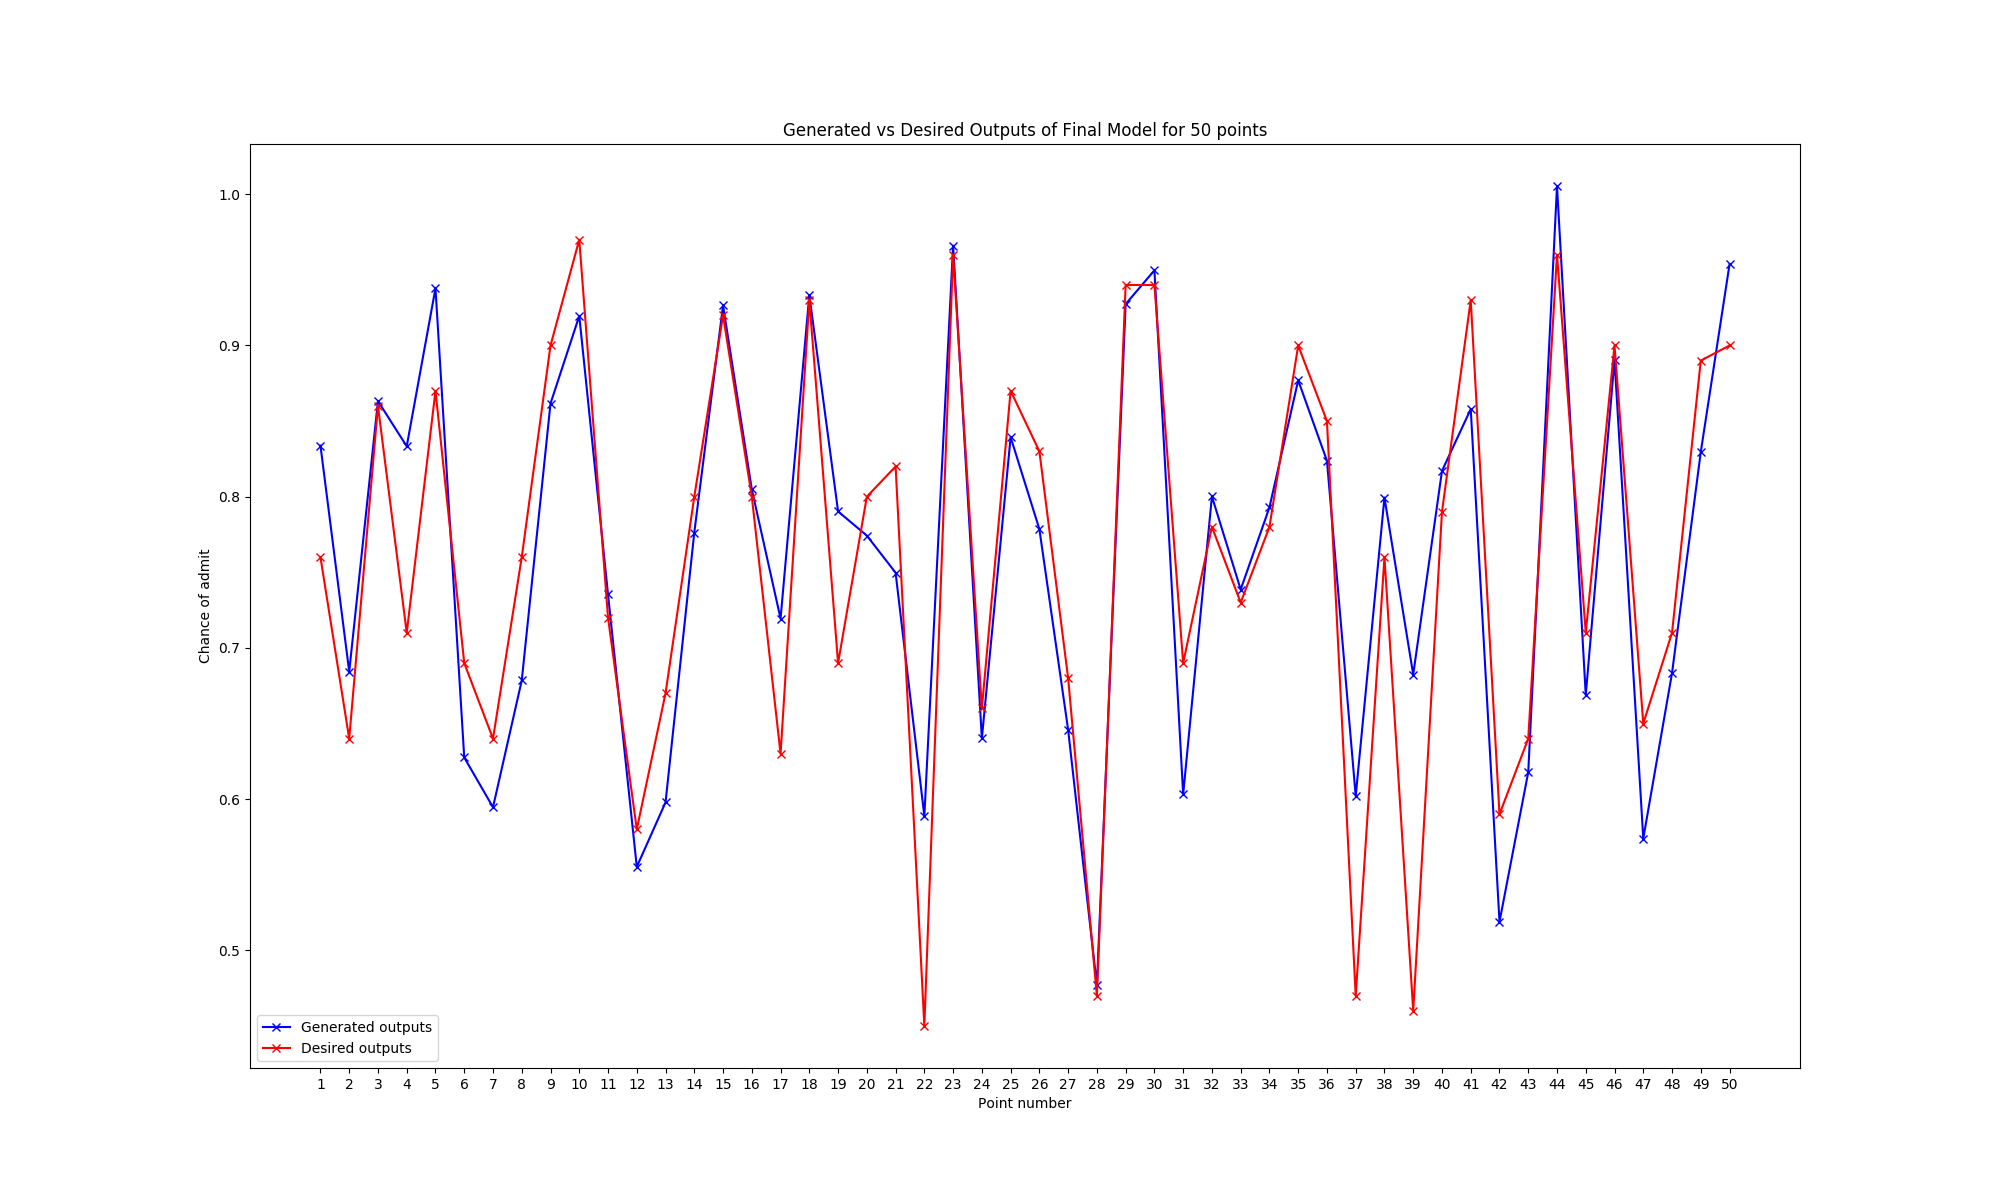 Generated vs Desired Outputs of Final Model for 50 points
1.0
0.9
0.8
0.7
0.6
0.5
Chance of admit
Generated outputs
Desired outputs
1 2 3 4 5 6 7 8 9 10 11 12 13 14 15 16 17 18 19 20 21 22 23 24 25 26 27 28 29 30 31 32 33 34 35 36 37 38 39 40 41 42 43 44 45 46 47 48 49 50
Point number